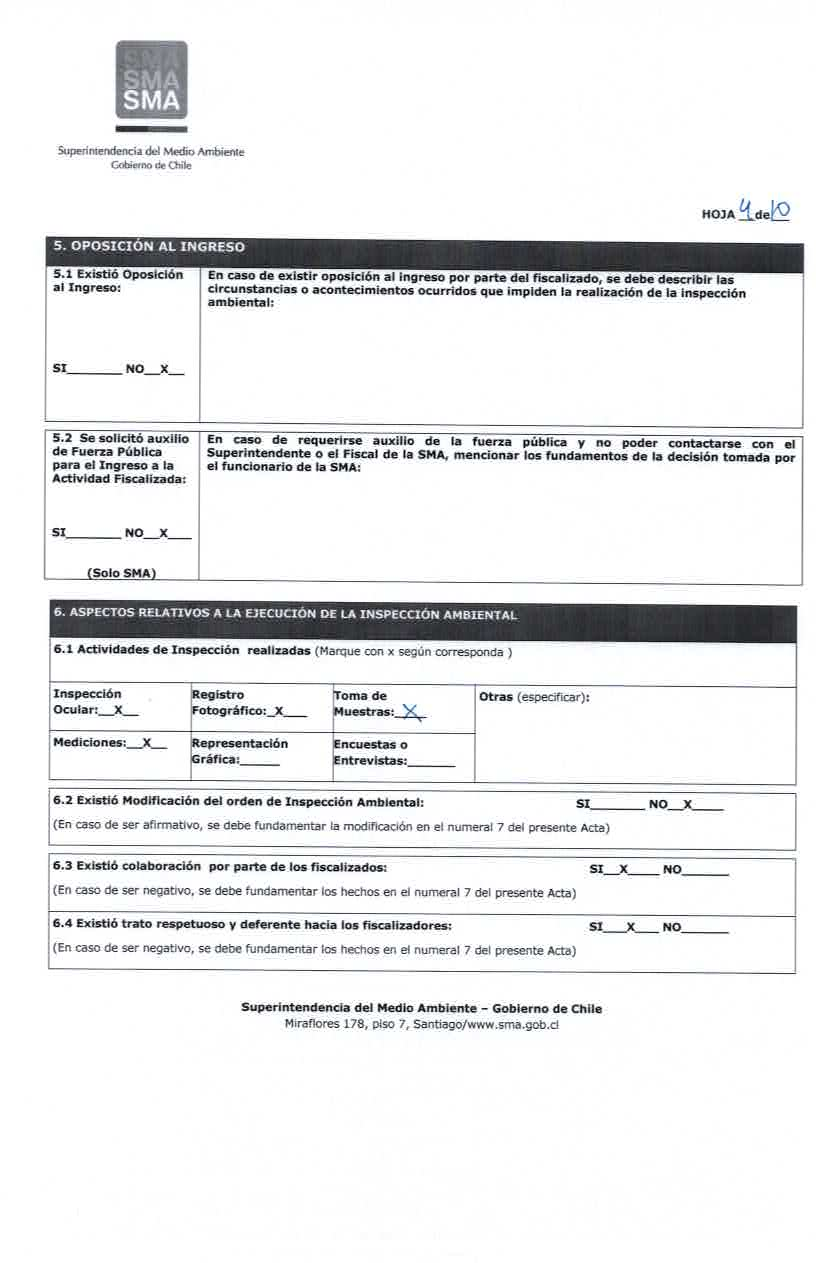 SMA
SMA
SMA
Superintendencia del Medio Ambiente
Gobierno de Chile
HOJA 4 de 10
5. OPOSICIÓN AL INGRESO
5.1 Existió Oposición
al Ingreso:
SI________ NO__X__
En caso de existir oposición al ingreso por parte del fiscalizado, se debe describir las
circunstancias o acontecimientos ocurridos que impiden la realización de la inspección
ambiental:
5.2 Se solicitó auxilio
de Fuerza Pública
para el Ingreso a la
Actividad Fiscalizada:
SI________ NO__X___
(Solo SMA)
En caso de requerirse auxilio de la fuerza pública y no poder contactarse con el
Superintendente o el Fiscal de la SMA, mencionar los fundamentos de la decisión tomada por
el funcionario de la SMA:
6. ASPECTOS RELATIVOS A LA EJECUCIÓN DE LA INSPECCIÓN AMBIENTAL
6.1 Actividades de Inspección realizadas (Marque con x según corresponda )
Inspección
Ocular:__X__
Registro
Fotográfico:_X___
Toma de
Muestras:_X___
Otras (especificar):
Mediciones:__X__
Representación
Gráfica:______
Encuestas o
Entrevistas:_______
6.2 Existió Modificación del orden de Inspección Ambiental: SI________ NO__X____
(En caso de ser afirmativo, se debe fundamentar la modificación en el numeral 7 del presente Acta)
6.3 Existió colaboración por parte de los fiscalizados: SI__X____ NO_______
(En caso de ser negativo, se debe fundamentar los hechos en el numeral 7 del presente Acta)
6.4 Existió trato respetuoso y deferente hacia los fiscalizadores: SI___X___ NO_______
(En caso de ser negativo, se debe fundamentar los hechos en el numeral 7 del presente Acta)
Superintendencia del Medio Ambiente – Gobierno de Chile
Miraflores 178, piso 7, Santiago/www.sma.gob.cl